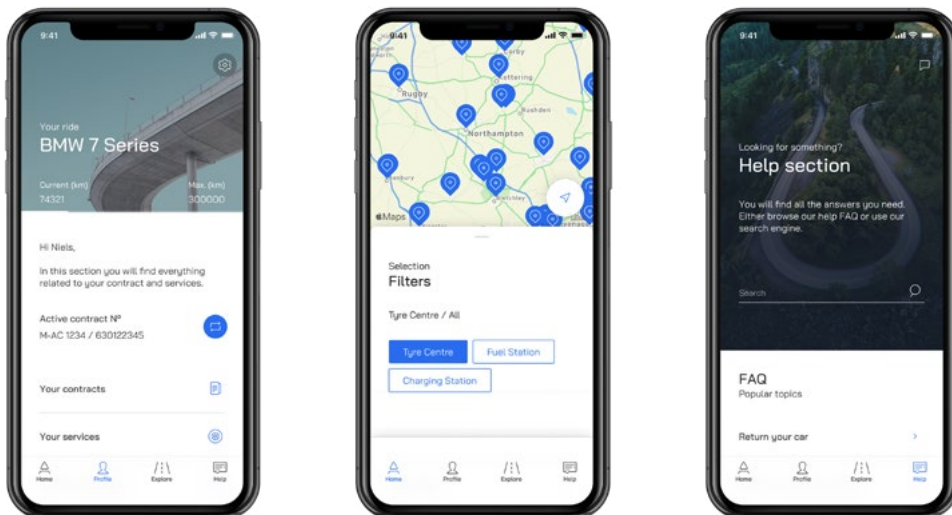 9:41
Your ride
BMW 7 Series
Current (km)
Max. (km)
74321
300000
Hi Niels,
In this section you will find everything
related to your contract and services.
Active contract Nº
M-AC 1234 / 630122345
Your contracts
Your services
Home
Profile
Explore
Help
9:41
Corby
Kettering
Rugby
Rushden
Northampton
Maps
Selection
Filters
Tyre Centre / All
Tyre Centre
Fuel Station
Charging Station
Home
Profile
Explore
Help
9:41
Looking for something?
Help section
You will find all the answers you need.
Either browse our help FAQ or use our
search engine.
Search
FAQ
Popular topics
Return your car
Home
Profile
Explore
Help